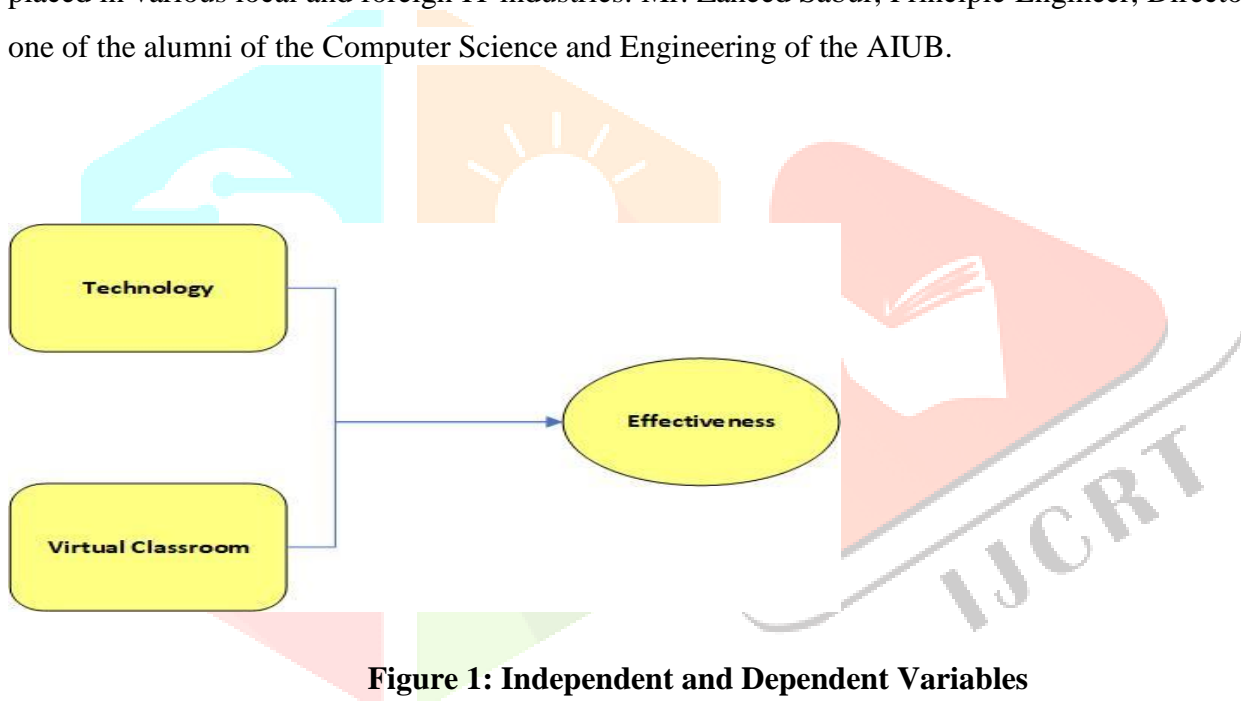 placed in various local and foreign IT industries. Mr. Zaheed Sabur, Principle Engineer, Directo
one of the alumni of the Computer Science and Engineering of the AIUB.
Technology
Effectiveness
Virtual Classroom
IJCRT
Figure 1: Independent and Dependent Variables